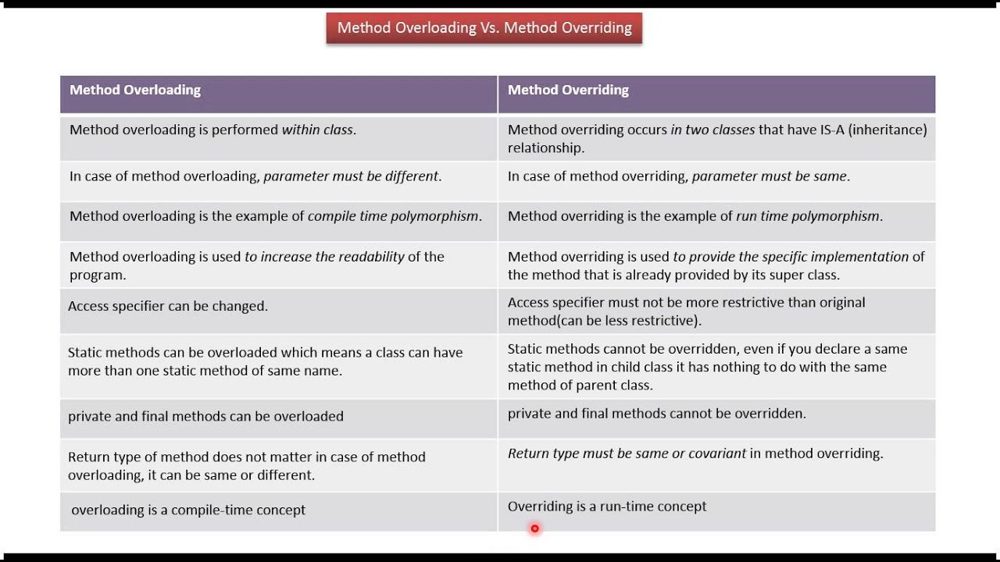 Method Overloading Vs. Method Overriding
Method Overloading
Method Overriding
Method overloading is performed within class.
Method overriding occurs in two classes that have IS-A (inheritance)
relationship.
In case of method overloading, parameter must be different.
In case of method overriding, parameter must be same.
Method overloading is the example of compile time polymorphism.
Method overriding is the example of run time polymorphism.
Method overloading is used to increase the readability of the
program.
Method overriding is used to provide the specific implementation of
the method that is already provided by its super class.
Access specifier can be changed.
Access specifier must not be more restrictive than original
method(can be less restrictive).
Static methods can be overloaded which means a class can have
more than one static method of same name.
Static methods cannot be overridden, even if you declare a same
static method in child class it has nothing to do with the same
method of parent class.
private and final methods can be overloaded
private and final methods cannot be overridden.
Return type of method does not matter in case of method
overloading, it can be same or different.
Return type must be same or covariant in method overriding.
overloading is a compile-time concept
Overriding is a run-time concept